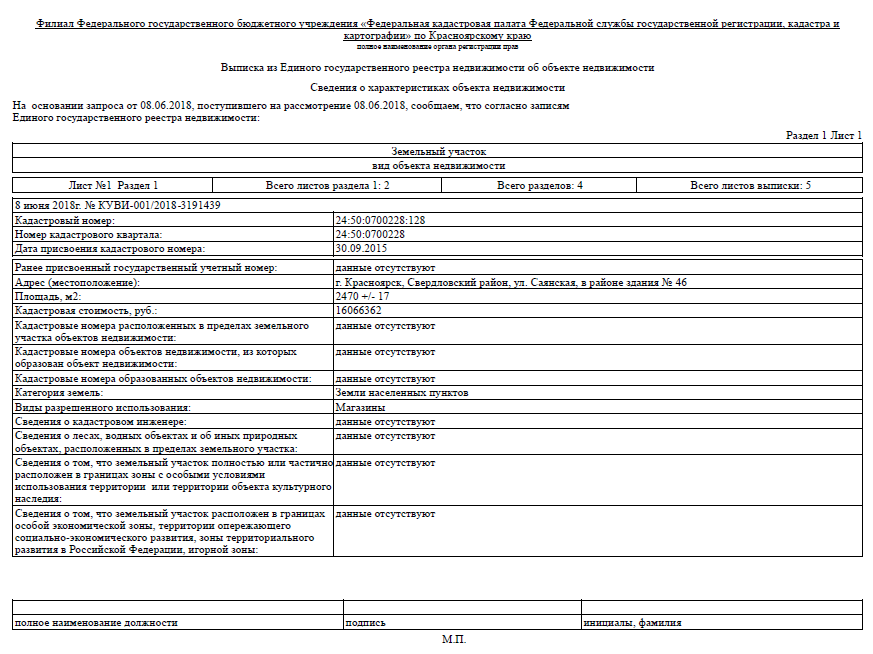 Филиал Федерального государственного бюджетного учреждения «Федеральная кадастровая палата Федеральной службы государственной регистрации, кадастра и
картографии» по Красноярскому краю
полное наименование органа регистрации прав
Выписка из Единого государственного реестра недвижимости об объекте недвижимости
Сведения о характеристиках объекта недвижимости
На основании запроса от 08.06.2018, поступившего на рассмотрение 08.06.2018, сообщаем, что согласно записям
Единого государственного реестра недвижимости:
Раздел 1 Лист 1
Земельный участок
вид объекта недвижимости
Лист №1 Раздел 1 Всего листов раздела 1: 2 Всего разделов: 4 Всего листов выписки: 5
8 июня 2018г. № КУВИ-001/2018-3191439
Кадастровый номер: 24:50:0700228:128
Номер кадастрового квартала: 24:50:0700228
Дата присвоения кадастрового номера: 30.09.2015
Ранее присвоенный государственный учетный номер: данные отсутствуют
Адрес (местоположение): г. Красноярск, Свердловский район, ул. Саянская, в районе здания № 46
Площадь, м2: 2470 +/- 17
Кадастровая стоимость, руб.: 16066362
Кадастровые номера расположенных в пределах земельного данные отсутствуют
участка объектов недвижимости:
Кадастровые номера объектов недвижимости, из которых данные отсутствуют
образован объект недвижимости:
Кадастровые номера образованных объектов недвижимости: данные отсутствуют
Категория земель: Земли населенных пунктов
Виды разрешенного использования: Магазины
Сведения о кадастровом инженере: данные отсутствуют
Сведения о лесах, водных объектах и об иных природных данные отсутствуют
объектах, расположенных в пределах земельного участка:
Сведения о том, что земельный участок полностью или частично данные отсутствуют
расположен в границах зоны с особыми условиями
использования территории или территории объекта культурного
наследия:
Сведения о том, что земельный участок расположен в границах данные отсутствуют
особой экономической зоны, территории опережающего
социально-экономического развития, зоны территориального
развития в Российской Федерации, игорной зоны:
полное наименование должности подпись инициалы, фамилия
М.П.